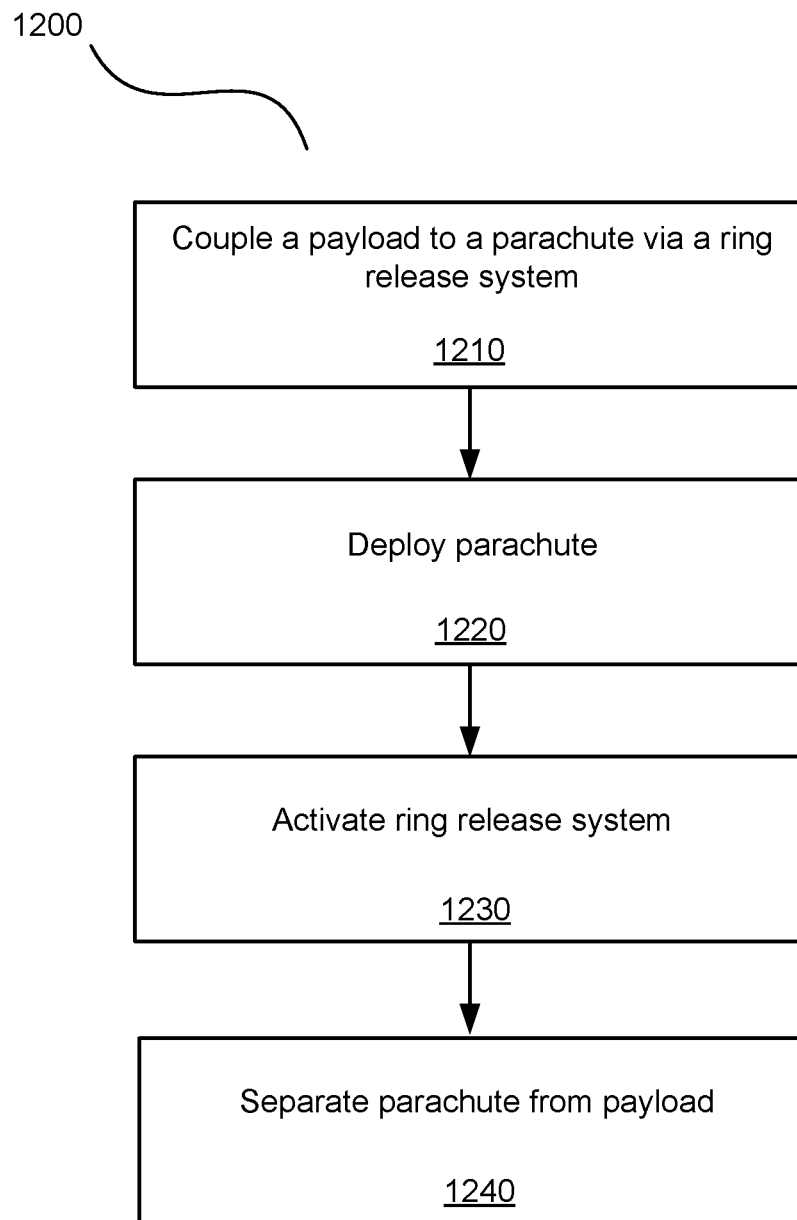 1200
Couple a payload to a parachute via a ring
release system
1210
Deploy parachute
1220
Activate ring release system
1230
Separate parachute from payload
1240